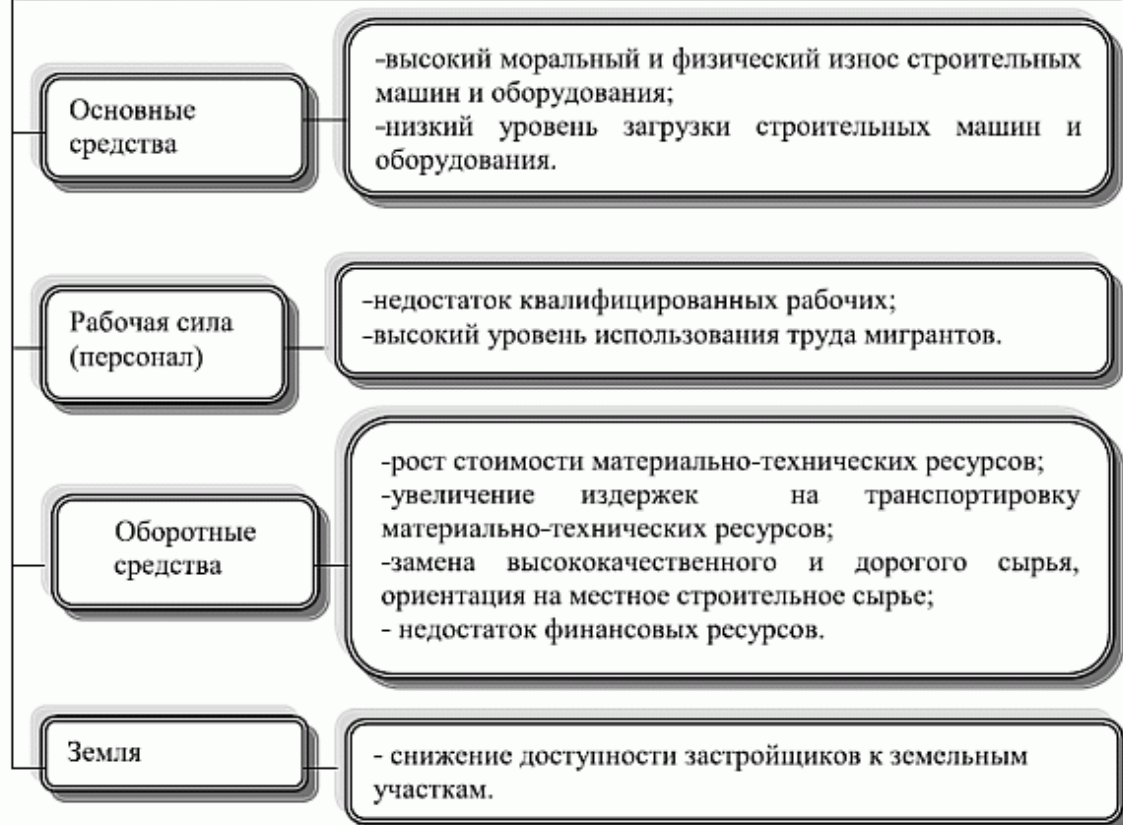 Основные
средства
-высокий моральный и физический износ строительных
машин и оборудования;
-низкий уровень загрузки строительных машин и
оборудования.
Рабочая сила
(персонал)
-недостаток квалифицированных рабочих;
-высокий уровень использования труда мигрантов.
Оборотные
средства
-рост стоимости материально-технических ресурсов;
-увеличение издержек на транспортировку
материально-технических ресурсов;
-замена высококачественного и дорогого сырья,
ориентация на местное строительное сырье;
- недостаток финансовых ресурсов.
Земля
- снижение доступности застройщиков к земельным
участкам.